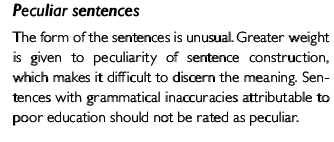 Peculiar sentences
The form of the sentences is unusual. Greater weight
is given to peculiarity of sentence construction,
which makes it difficult to discern the meaning. Sen-
tences with grammatical inaccuracies attributable to
poor education should not be rated as peculiar.